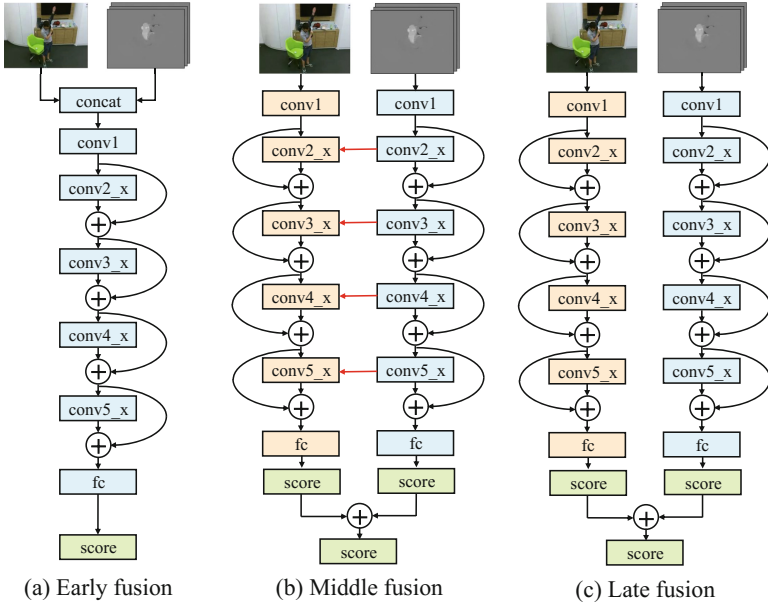 concat
conv1
conv2_x
conv3_x
conv4_x
conv5_x
fc
score
(a) Early fusion
conv1 conv1
conv2_x conv2_x
conv3_x conv3_x
conv4_x conv4_x
conv5_x conv5_x
fc fc
score score
score
(b) Middle fusion
conv1 conv1
conv2_x conv2_x
conv3_x conv3_x
conv4_x conv4_x
conv5_x conv5_x
fc fc
score score
score
(c) Late fusion